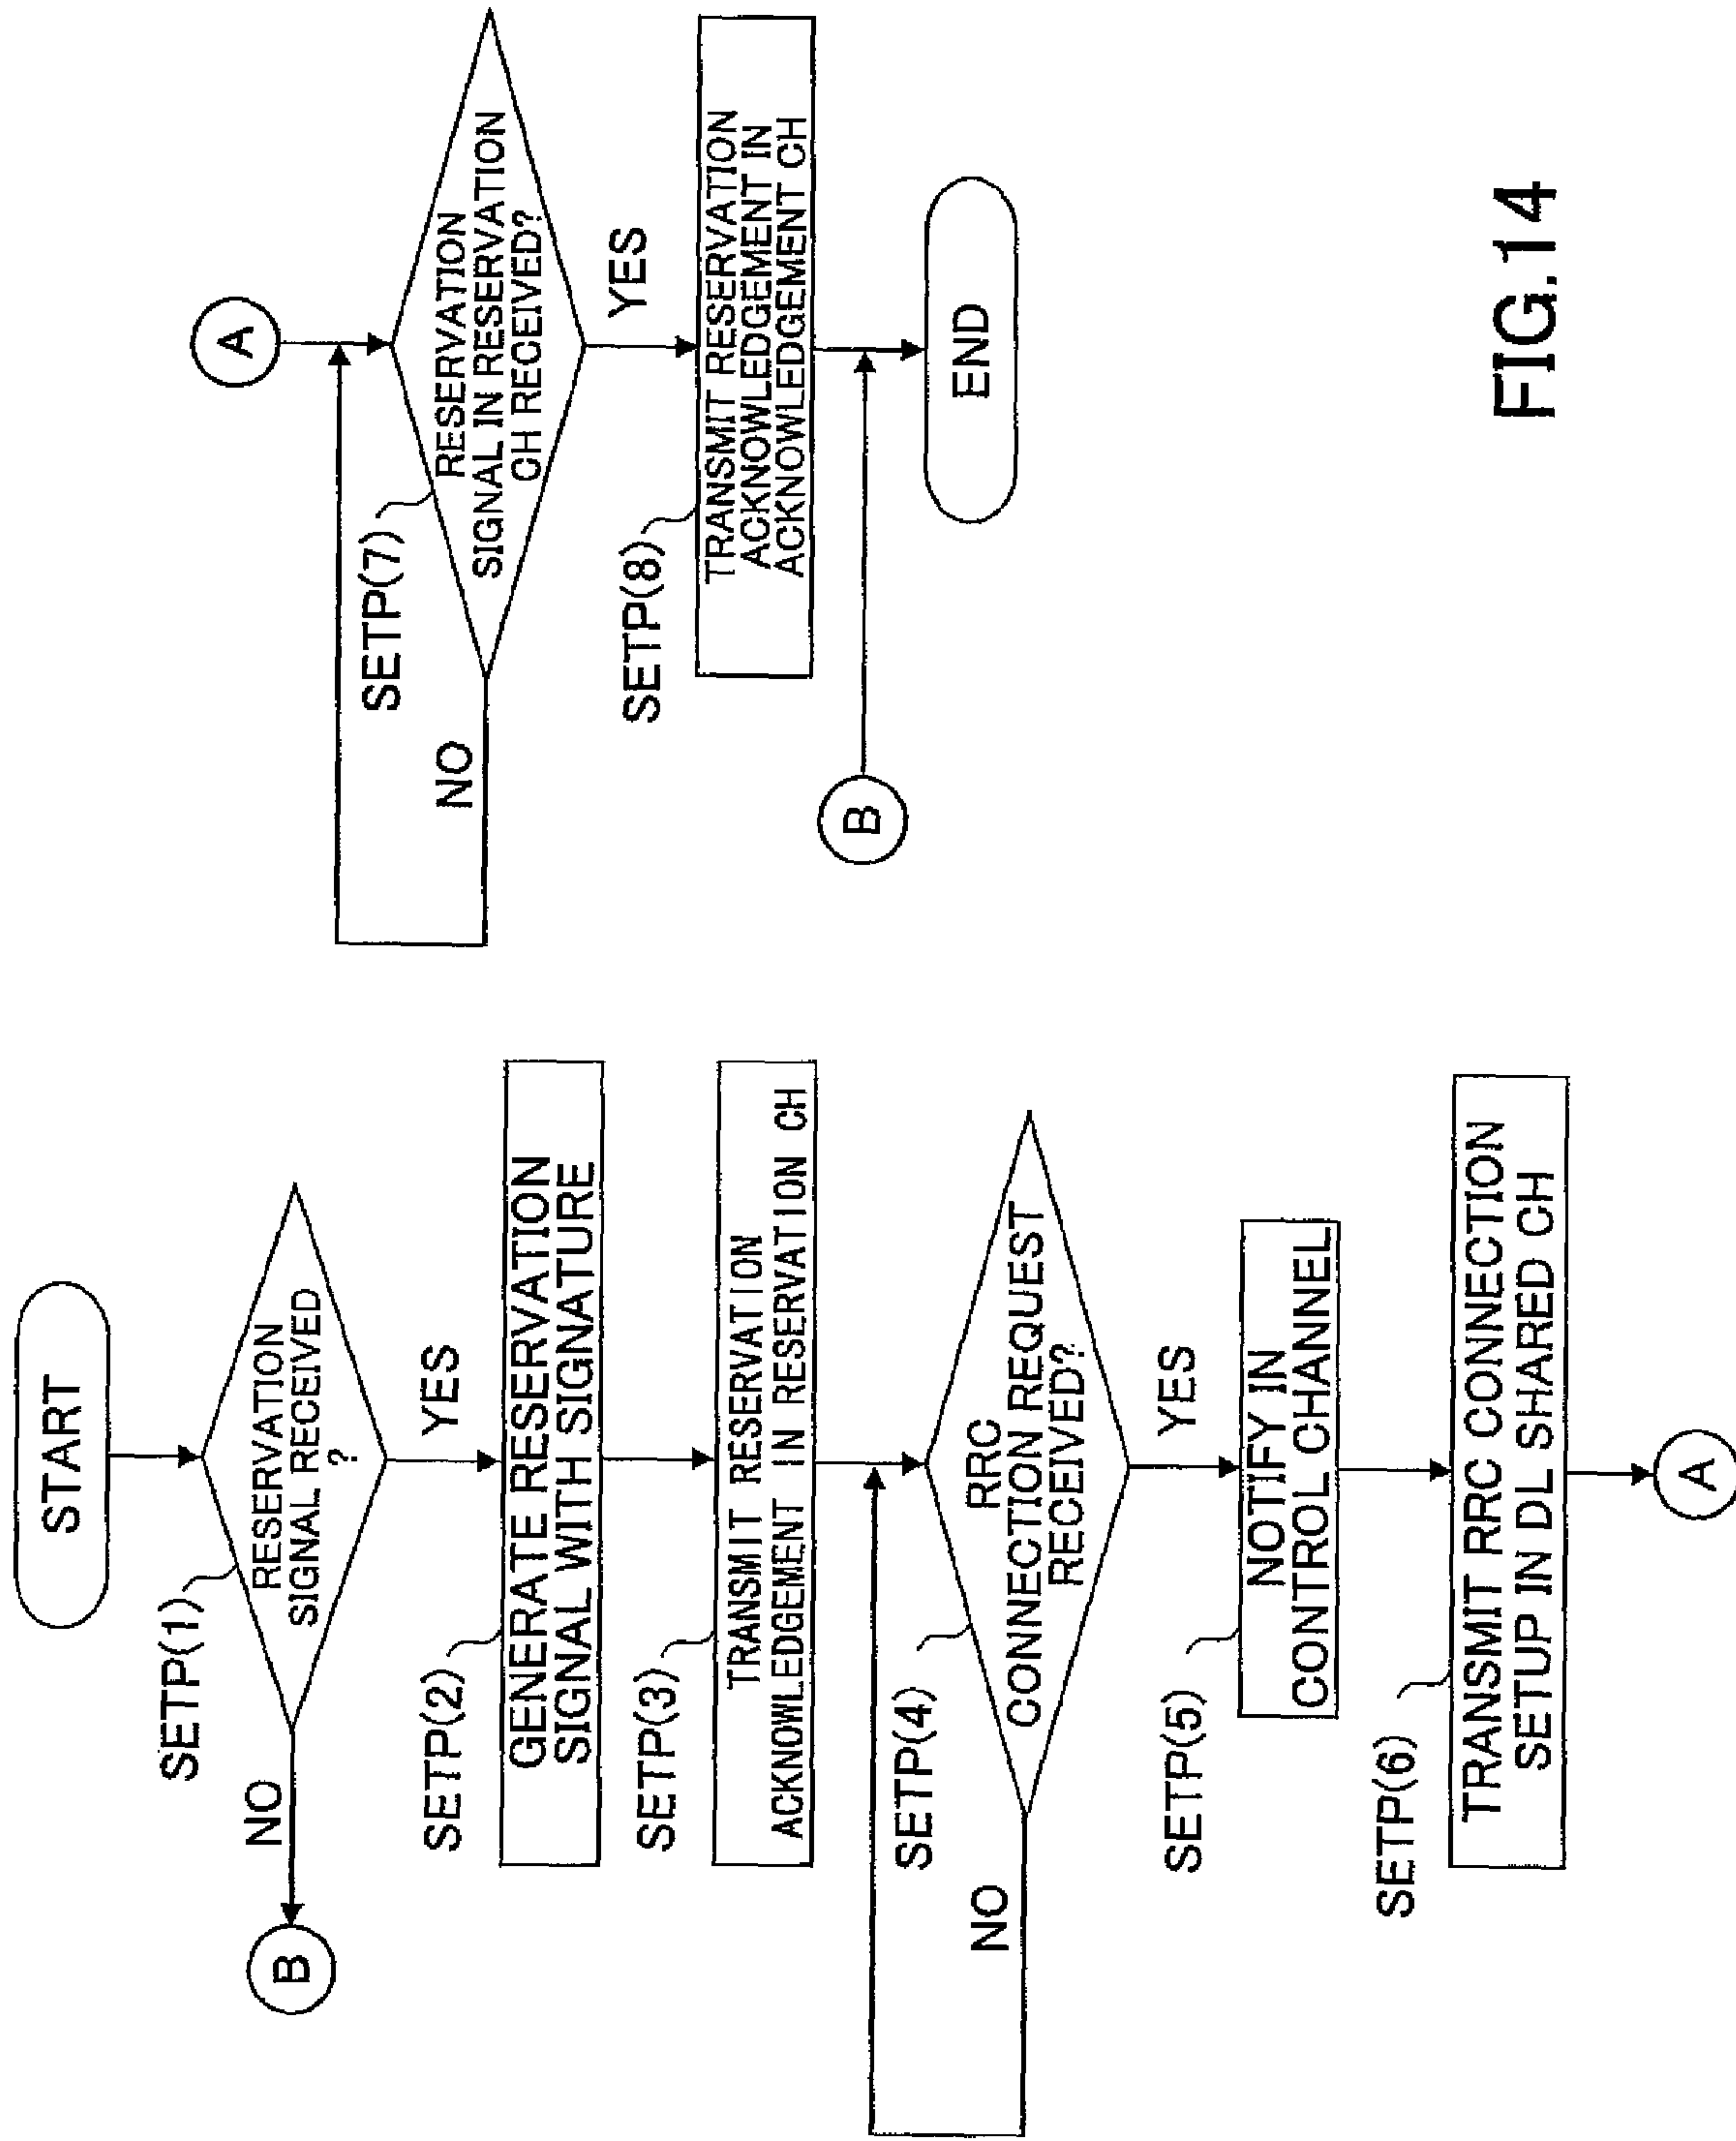 START
SETP(1)
RESERVATION
SIGNAL RECEIVED
?
NO
B
YES
SETP(2)
GENERATE RESERVATION
SIGNAL WITH SIGNATURE
SETP(3)
TRANSMIT RESERVATION
ACKNOWLEDGEMENT IN RESERVATION CH
SETP(4)
RRC
CONNECTION REQUEST
RECEIVED?
NO
YES
SETP(5)
NOTIFY IN
CONTROL CHANNEL
SETP(6)
TRANSMIT RRC CONNECTION
SETUP IN DL SHARED CH
A
A
SETP(7)
RESERVATION
SIGNAL IN RESERVATION
CH RECEIVED?
NO
YES
SETP(8)
TRANSMIT RESERVATION
ACKNOWLEDGEMENT IN
ACKNOWLEDGEMENT CH
B
END
FIG.14